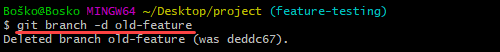 Boško@Bosko MINGW64 ~/Desktop/project (feature-testing)
$ git branch -d old-feature
Deleted branch old-feature (was deddc67).